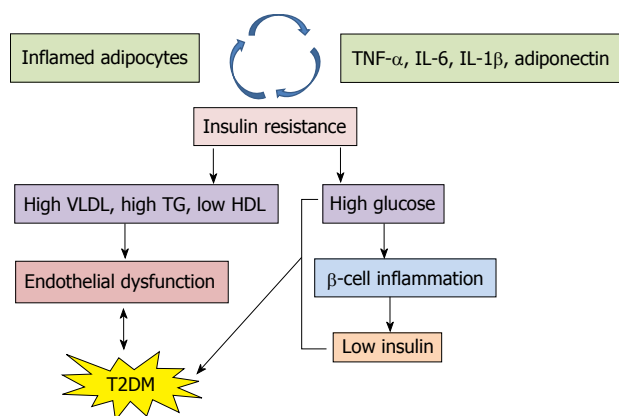 Inflamed adipocytes
TNF-α, IL-6, IL-1β, adiponectin
Insulin resistance
High VLDL, high TG, low HDL
High glucose
Endothelial dysfunction
β-cell inflammation
Low insulin
T2DM